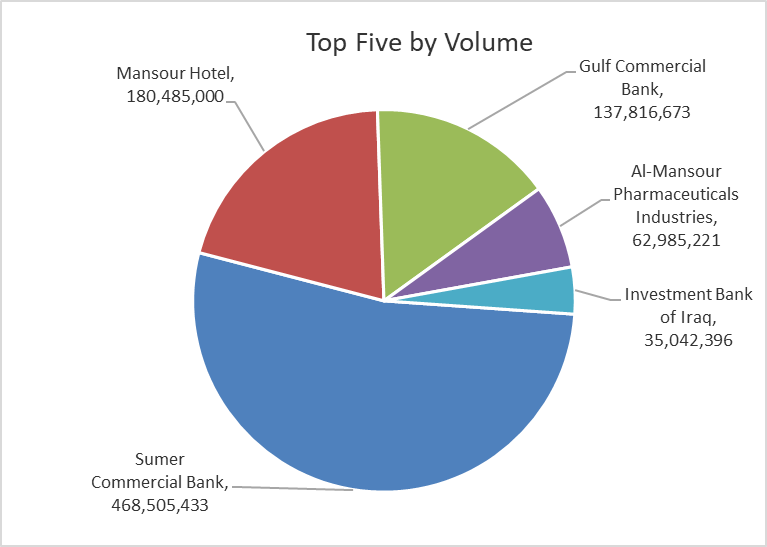 Top Five by Volume
Mansour Hotel,
180,485,000
Gulf Commercial
Bank,
137,816,673
Al-Mansour
Pharmaceuticals
Industries,
62,985,221
Investment Bank
of Iraq,
35,042,396
Sumer
Commercial Bank,
468,505,433